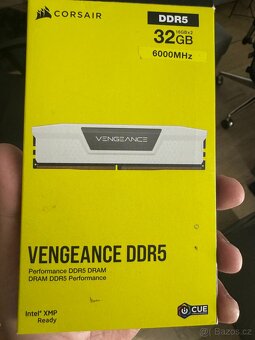 CORSAIR
DDR5
16GBx2
32GB
6000MHz
VENGEANCE
VENGEANCE DDR5
Performance DDR5 DRAM
DRAM DDR5 Performance
Intel® XMP
Ready
iCUE
Bazoš.cz